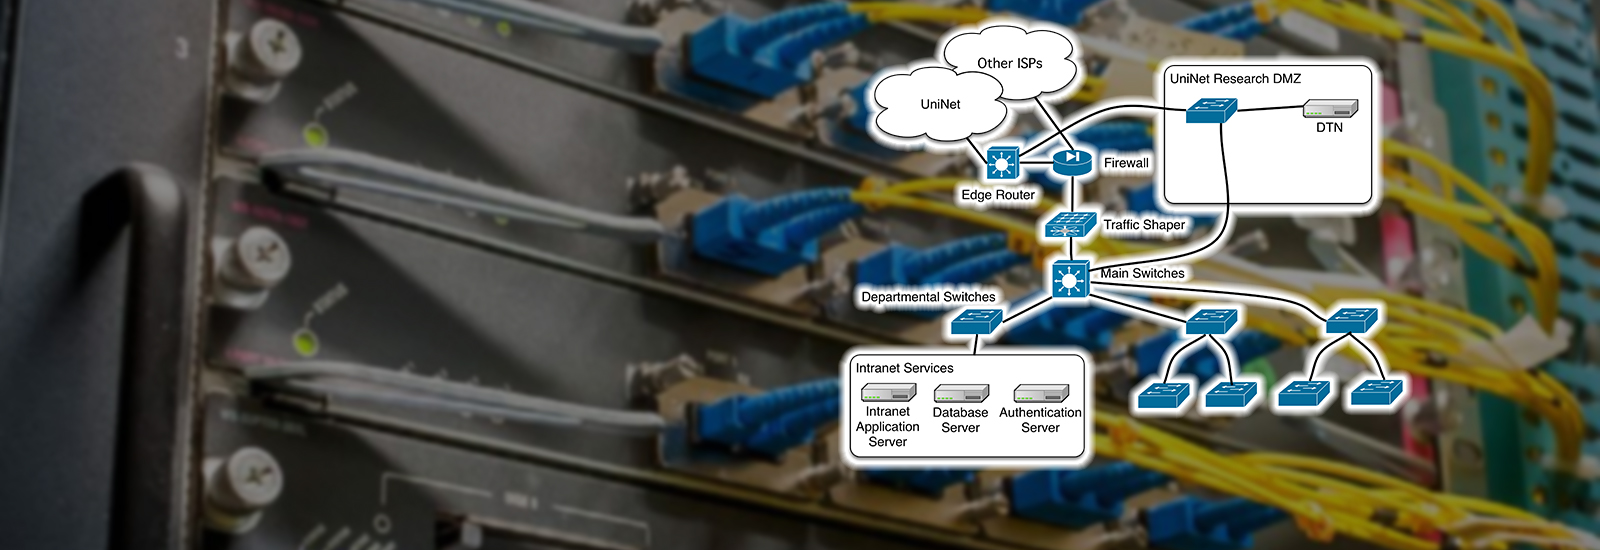 3
Other ISPs
UniNet
UniNet Research DMZ
DTN
Firewall
Edge Router
Traffic Shaper
Main Switches
Departmental Switches
Intranet Services
Intranet
Application
Server
Database
Server
Authentication
Server